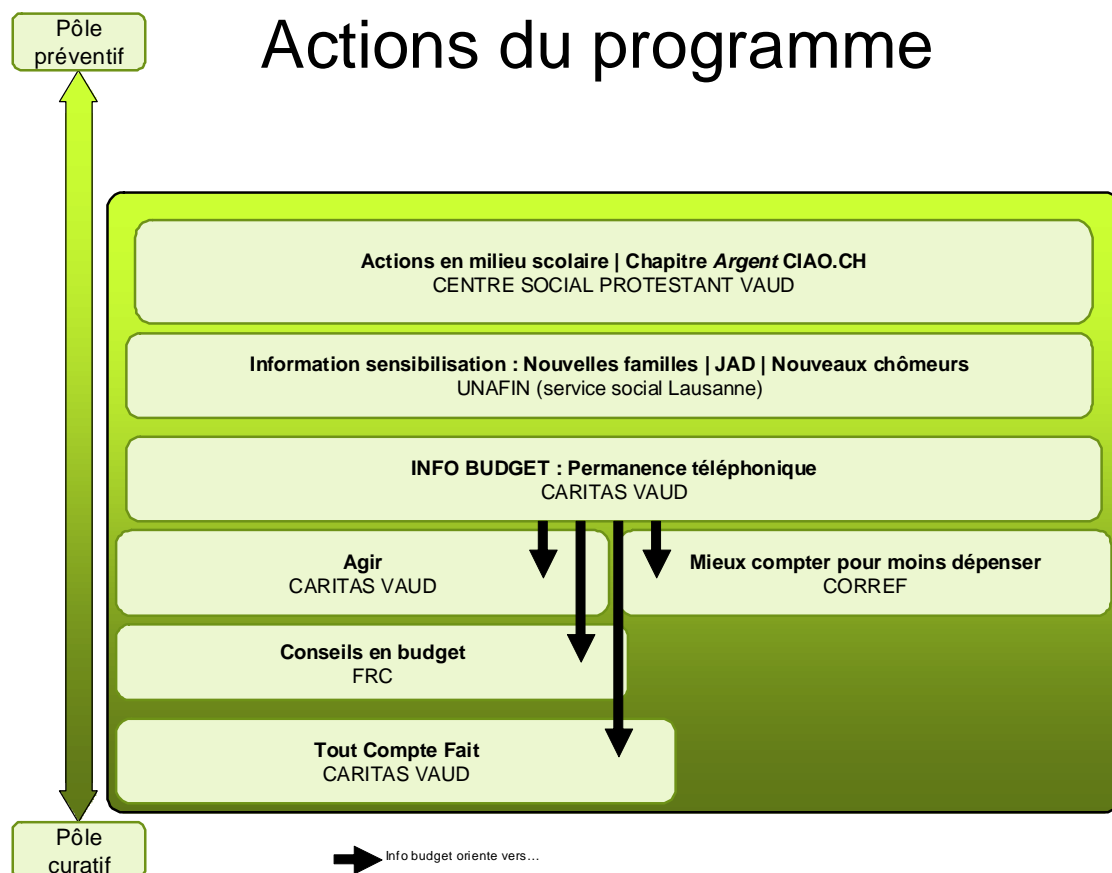 Pôle
préventif
Actions du programme
Actions en milieu scolaire | Chapitre Argent CIAO.CH
CENTRE SOCIAL PROTESTANT VAUD
Information sensibilisation : Nouvelles familles | JAD | Nouveaux chômeurs
UNAFIN (service social Lausanne)
INFO BUDGET : Permanence téléphonique
CARITAS VAUD
Agir
CARITAS VAUD
Mieux compter pour moins dépenser
CORREF
Conseils en budget
FRC
Tout Compte Fait
CARITAS VAUD
Pôle
curatif
Info budget oriente vers…